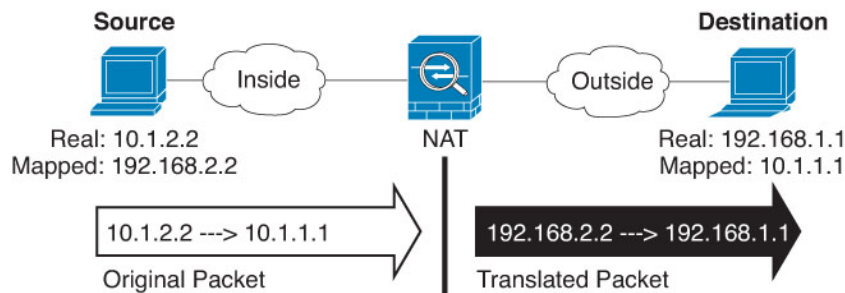 Source
Destination
Inside
Outside
Real: 10.1.2.2
Mapped: 192.168.2.2
NAT
Real: 192.168.1.1
Mapped: 10.1.1.1
10.1.2.2 ---> 10.1.1.1
192.168.2.2 ---> 192.168.1.1
Original Packet
Translated Packet